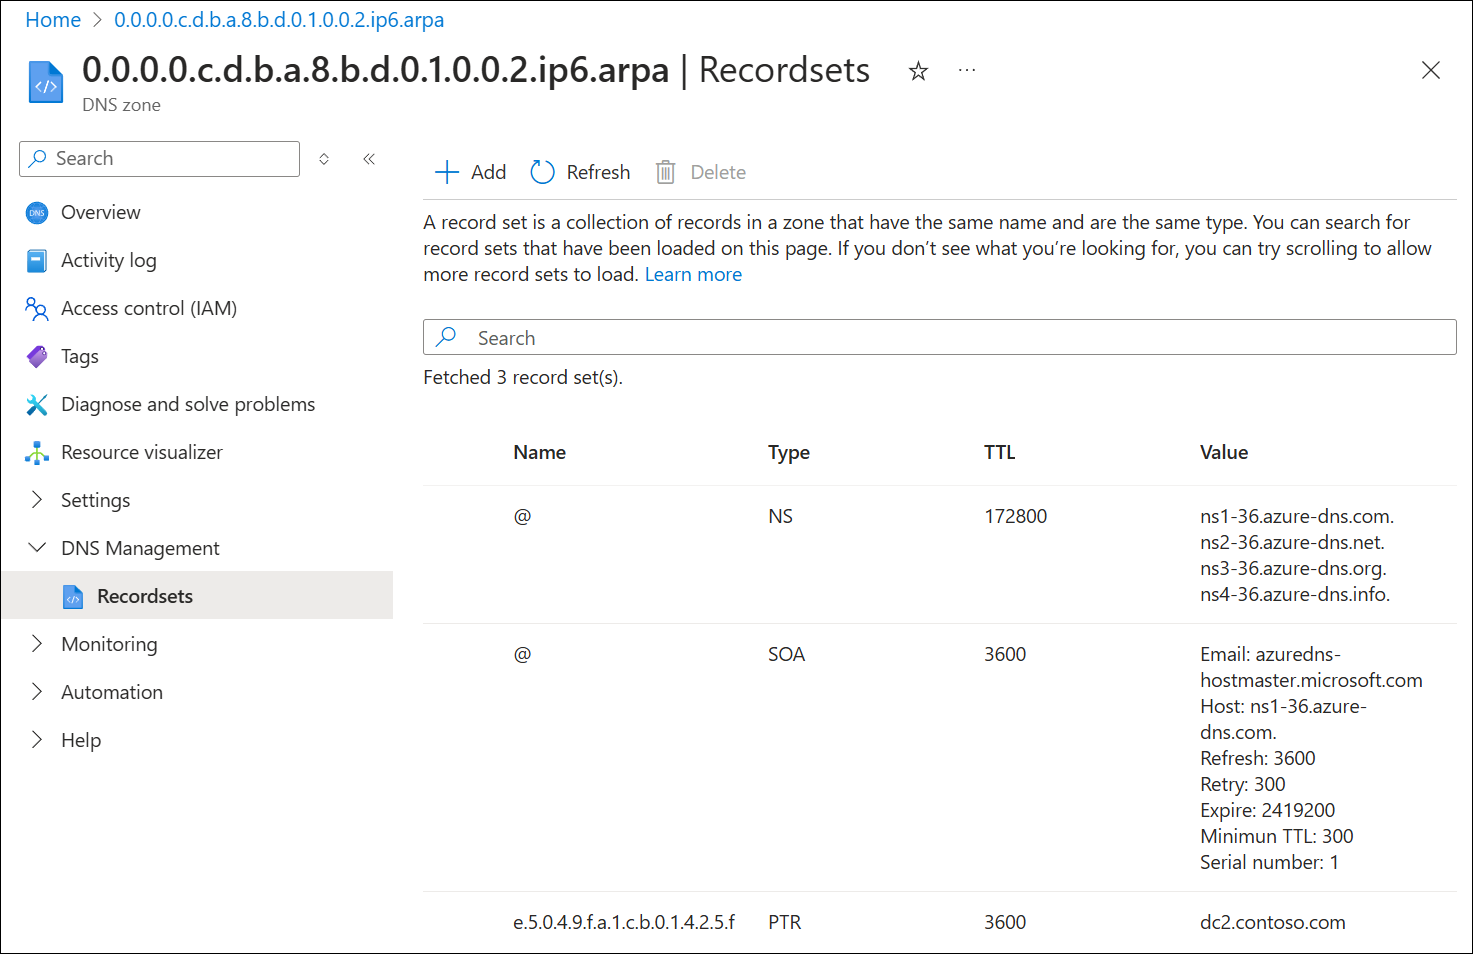 Home > 0.0.0.0.c.d.b.a.8.b.d.0.1.0.0.2.ip6.arpa
0.0.0.0.c.d.b.a.8.b.d.0.1.0.0.2.ip6.arpa | Recordsets
DNS zone
Search
DNS Overview
Activity log
Access control (IAM)
Tags
Diagnose and solve problems
Resource visualizer
Settings
DNS Management
Recordsets
Monitoring
Automation
Help
Add Refresh Delete
A record set is a collection of records in a zone that have the same name and are the same type. You can search for
record sets that have been loaded on this page. If you don’t see what you’re looking for, you can try scrolling to allow
more record sets to load. Learn more
Search
Fetched 3 record set(s).
Name Type TTL Value
@ NS 172800 ns1-36.azure-dns.com.
ns2-36.azure-dns.net.
ns3-36.azure-dns.org.
ns4-36.azure-dns.info.
@ SOA 3600 Email: azuredns-
hostmaster.microsoft.com
Host: ns1-36.azure-
dns.com.
Refresh: 3600
Retry: 300
Expire: 2419200
Minimun TTL: 300
Serial number: 1
e.5.0.4.9.f.a.1.c.b.0.1.4.2.5.f PTR 3600 dc2.contoso.com